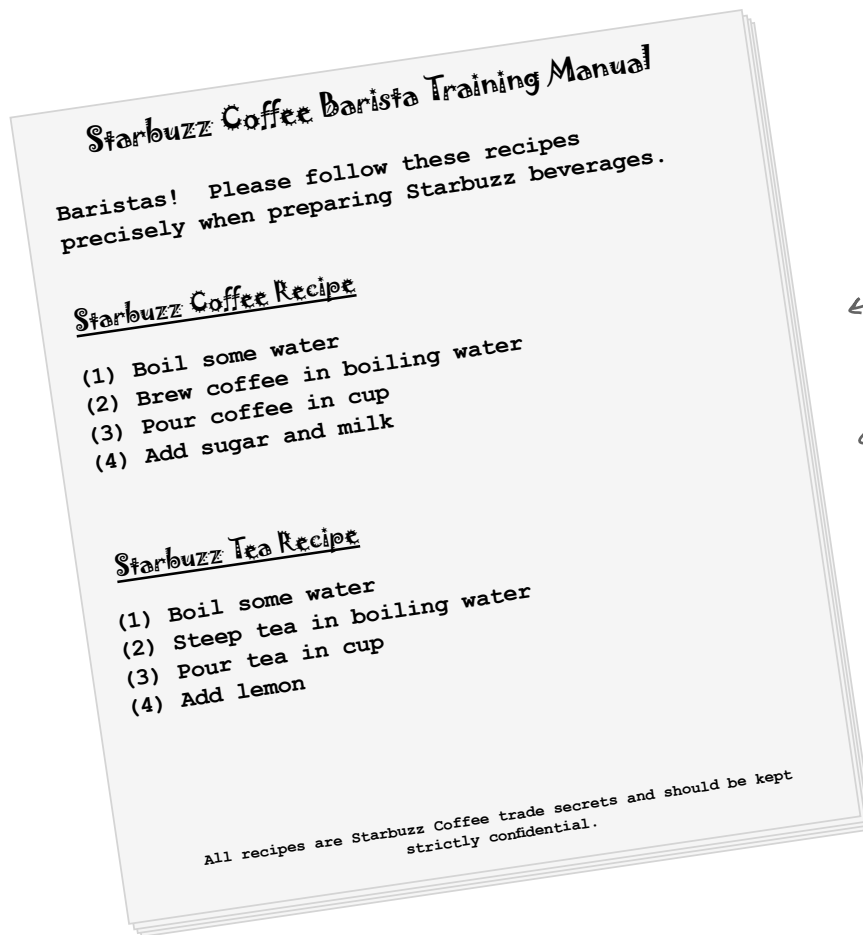 Starbuzz Coffee Barista Training Manual
Baristas! Please follow these recipes
precisely when preparing Starbuzz beverages.
Starbuzz Coffee Recipe
(1) Boil some water
(2) Brew coffee in boiling water
(3) Pour coffee in cup
(4) Add sugar and milk
Starbuzz Tea Recipe
(1) Boil some water
(2) Steep tea in boiling water
(3) Pour tea in cup
(4) Add lemon
All recipes are Starbuzz Coffee trade secrets and should be kept
strictly confidential.